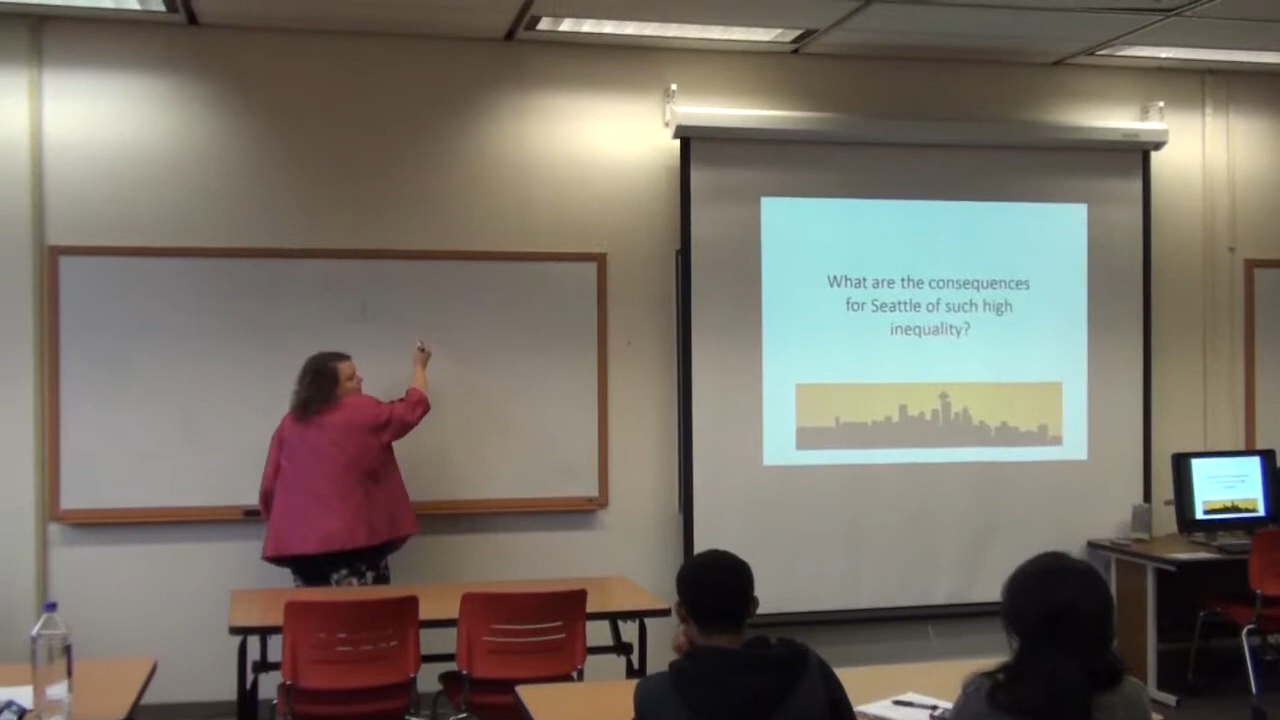 What are the consequences
for Seattle of such high
inequality?